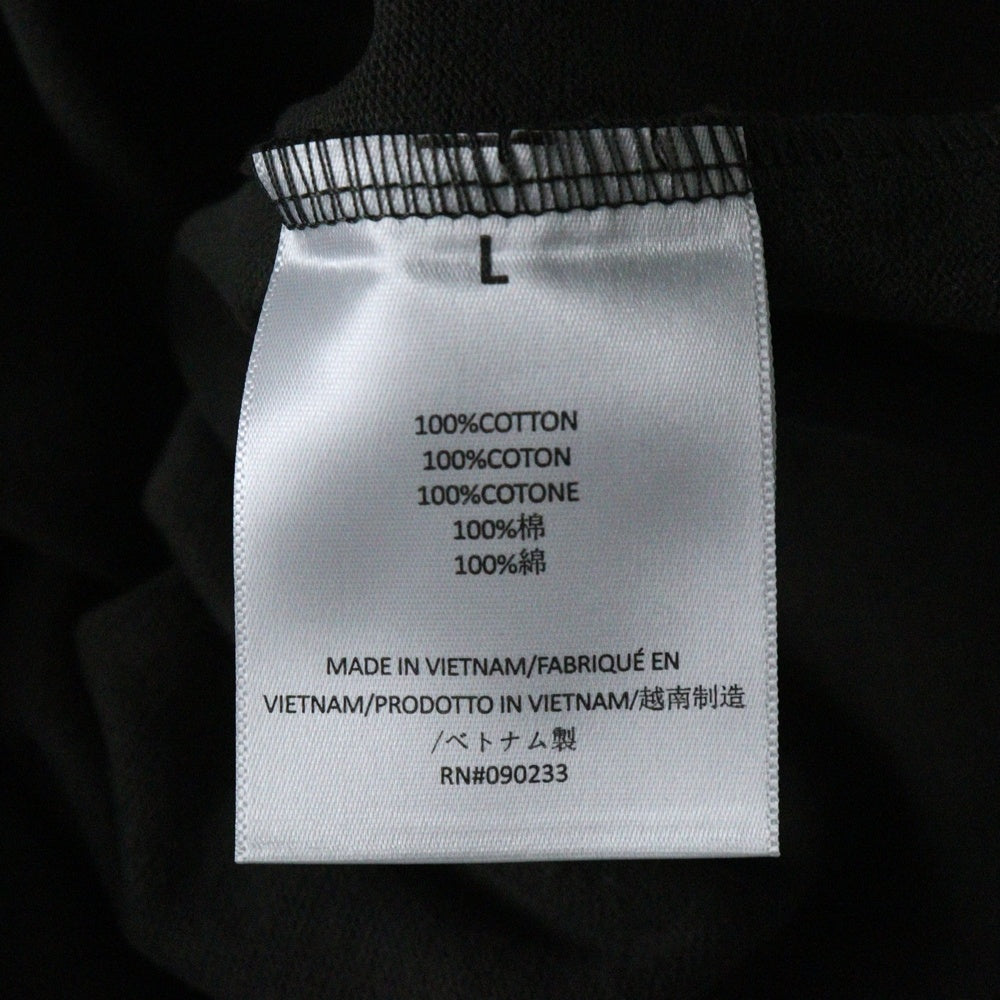 L
100%COTTON
100%COTON
100%COTONE
100%棉
100%綿
MADE IN VIETNAM/FABRIQUÉ EN
VIETNAM/PRODOTTO IN VIETNAM/越南制造
/ベトナム製
RN#090233